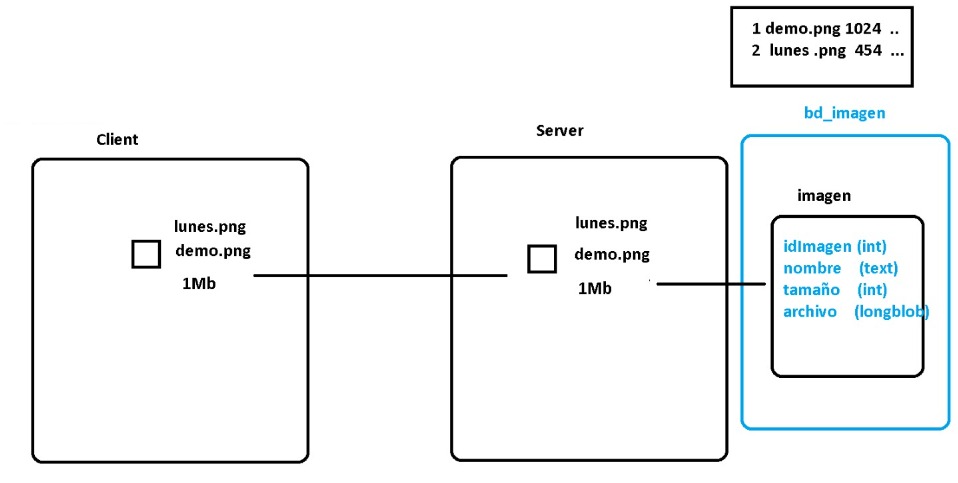 1 demo.png 1024 ..
2 lunes .png 454 ...
bd_imagen
Client
Server
imagen
lunes.png
demo.png
1Mb
lunes.png
demo.png
1Mb
idImagen (int)
nombre (text)
tamaño (int)
archivo (longblob)